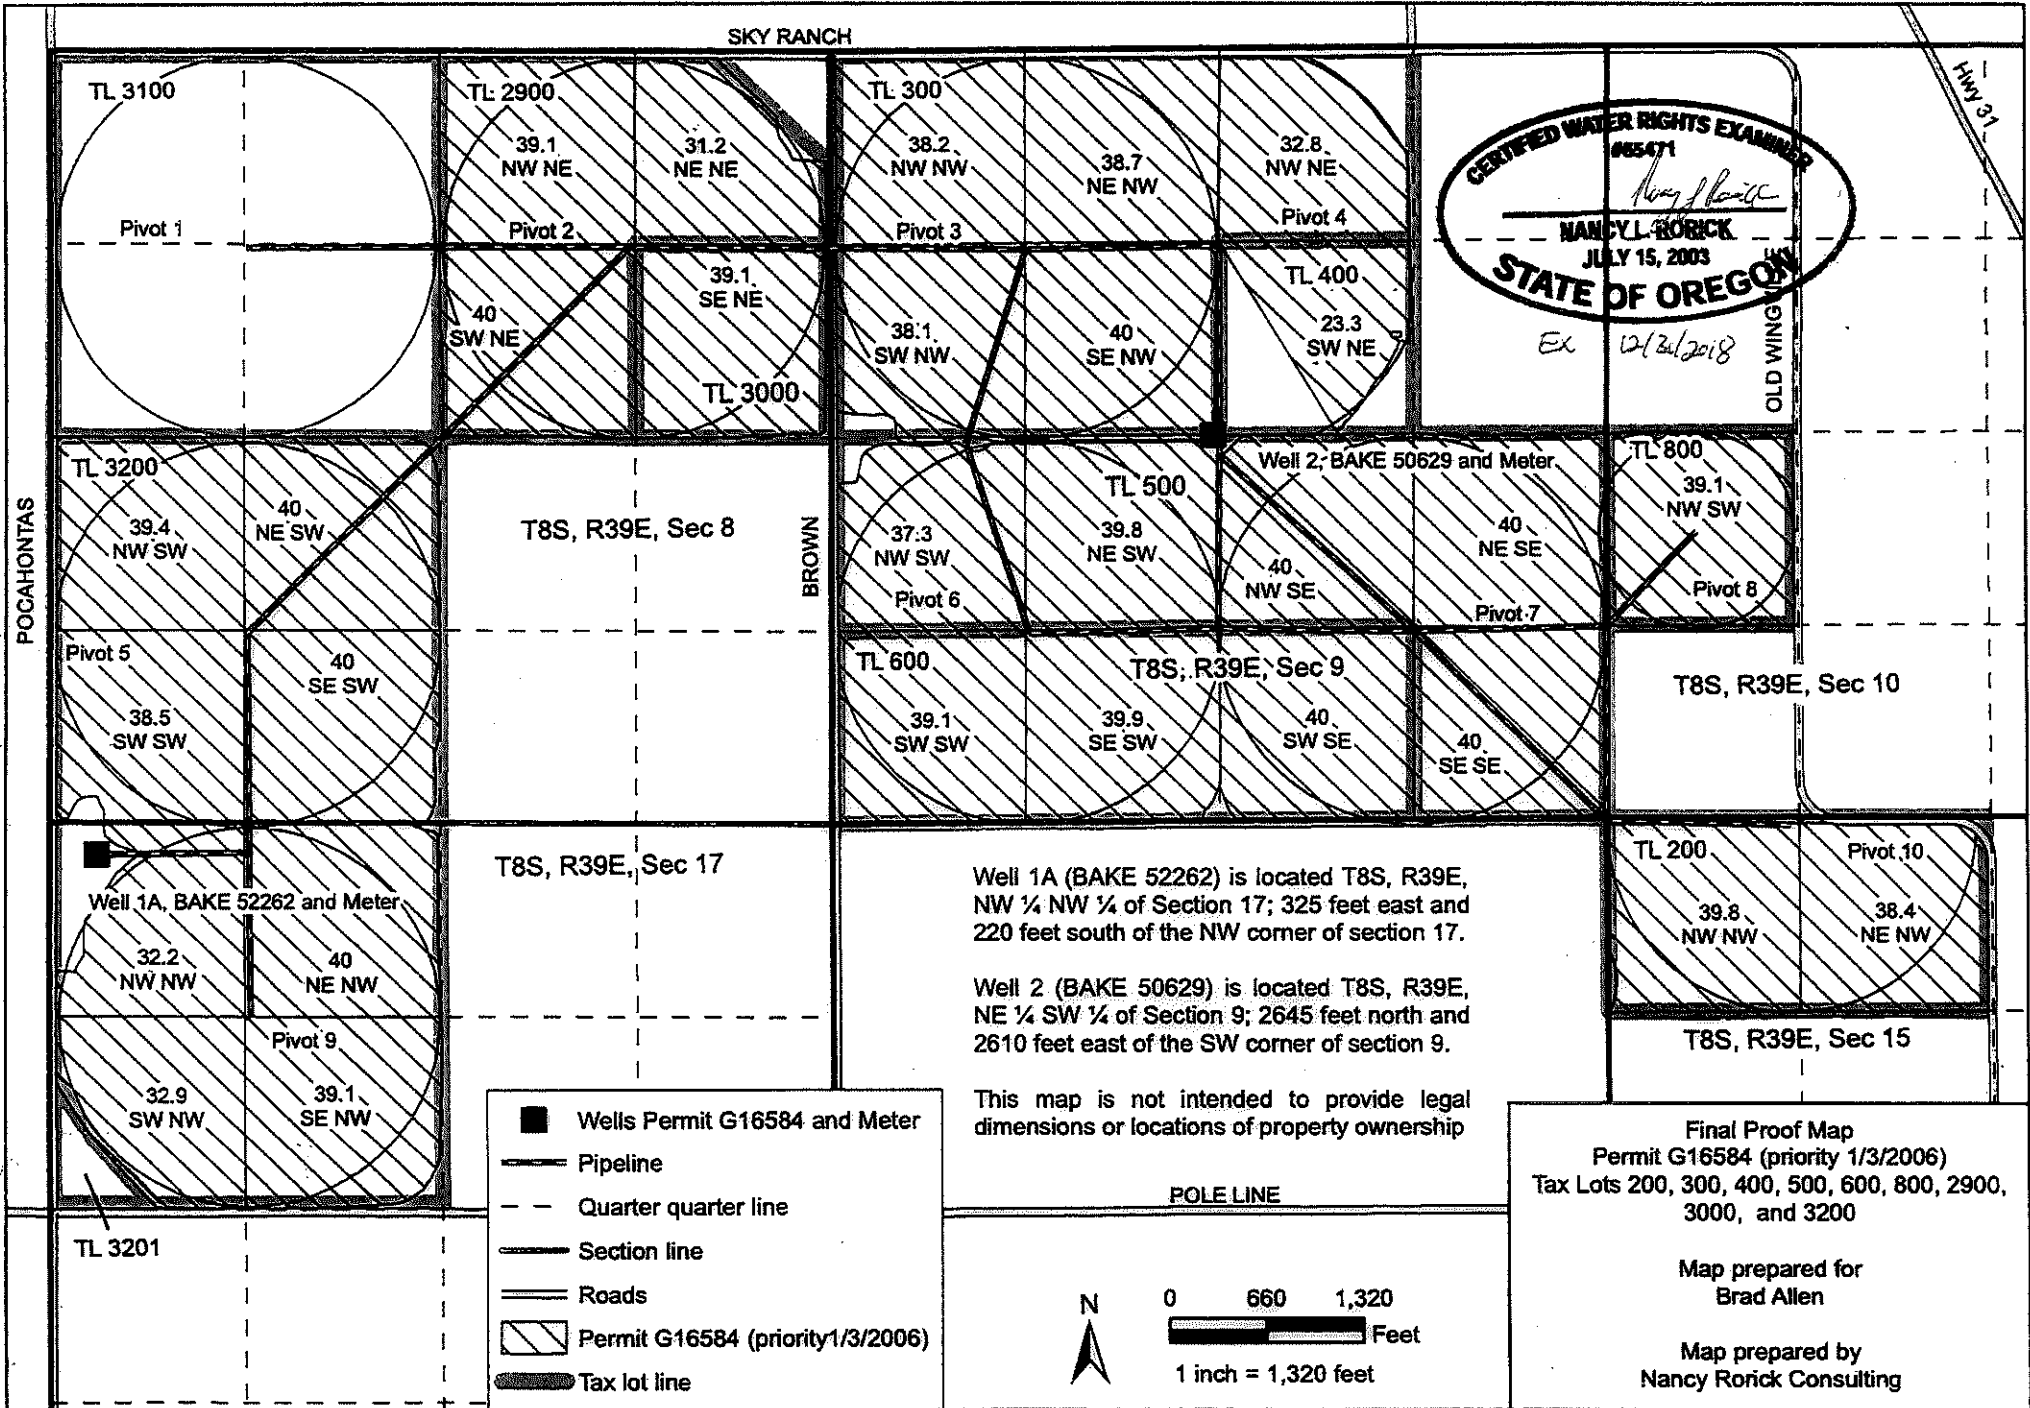 SKY RANCH
Hwy 31
TL 3100
TL 2900
TL 300
39.1
NW NE
31.2
NE NE
38.2
NW NW
38.7
NE NW
32.8
NW NE
CERTIFIED WATER RIGHTS EXAMINER
#65471
NANCY L. RORICK
JULY 15, 2003
STATE OF OREGON
Ex 12/31/2018
Pivot 1
Pivot 2
Pivot 3
Pivot 4
40
SW NE
39.1
SE NE
TL 3000
38.1
SW NW
40
SE NW
TL 400
23.3
SW NE
OLD WING
POCAHONTAS
TL 3200
39.4
NW SW
40
NE SW
T8S, R39E, Sec 8
BROWN
Well 2, BAKE 50629 and Meter
TL 500
37.3
NW SW
39.8
NE SW
40
NW SE
40
NE SE
TL 800
39.1
NW SW
Pivot 6
Pivot 7
Pivot 8
Pivot 5
40
SE SW
38.5
SW SW
TL 600
T8S, R39E, Sec 9
T8S, R39E, Sec 10
39.1
SW SW
39.9
SE SW
40
SW SE
40
SE SE
T8S, R39E, Sec 17
Well 1A, BAKE 52262 and Meter
32.2
NW NW
40
NE NW
Pivot 9
32.9
SW NW
39.1
SE NW
TL 3201
TL 200
Pivot 10
39.8
NW NW
38.4
NE NW
T8S, R39E, Sec 15
Well 1A (BAKE 52262) is located T8S, R39E,
NW ¼ NW ¼ of Section 17; 325 feet east and
220 feet south of the NW corner of section 17.
Well 2 (BAKE 50629) is located T8S, R39E,
NE ¼ SW ¼ of Section 9; 2645 feet north and
2610 feet east of the SW corner of section 9.
This map is not intended to provide legal
dimensions or locations of property ownership
POLE LINE
Wells Permit G16584 and Meter
Pipeline
Quarter quarter line
Section line
Roads
Permit G16584 (priority1/3/2006)
Tax lot line
N
0 660 1,320
Feet
1 inch = 1,320 feet
Final Proof Map
Permit G16584 (priority 1/3/2006)
Tax Lots 200, 300, 400, 500, 600, 800, 2900,
3000, and 3200
Map prepared for
Brad Allen
Map prepared by
Nancy Rorick Consulting